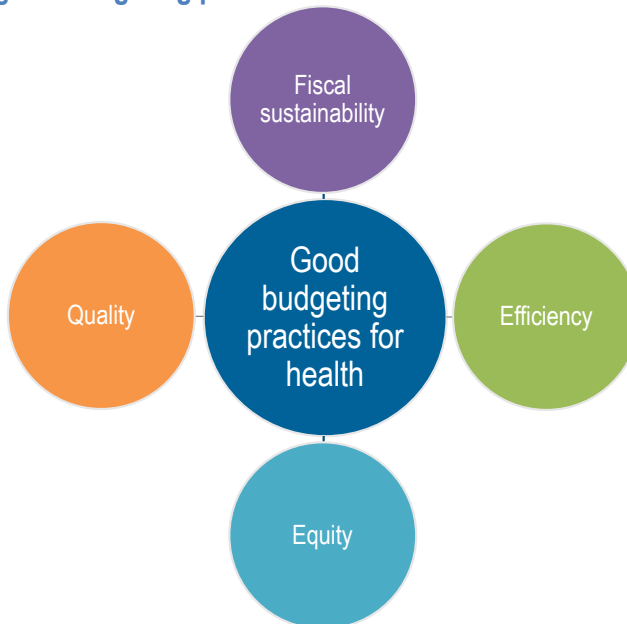 Fiscal
sustainability
Good
budgeting
practices for
health
Quality
Efficiency
Equity